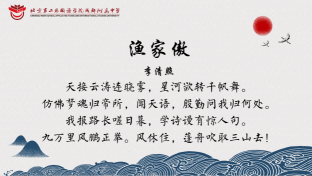 北京第二外国语学院成都附属中学
渔家傲
李清照
天接云涛连晓雾，星河欲转千帆舞。
仿佛梦魂归帝所，闻天语，殷勤问我归何处。
我报路长嗟日暮，学诗谩有惊人句。
九万里风鹏正举。风休住，蓬舟吹取三山去！